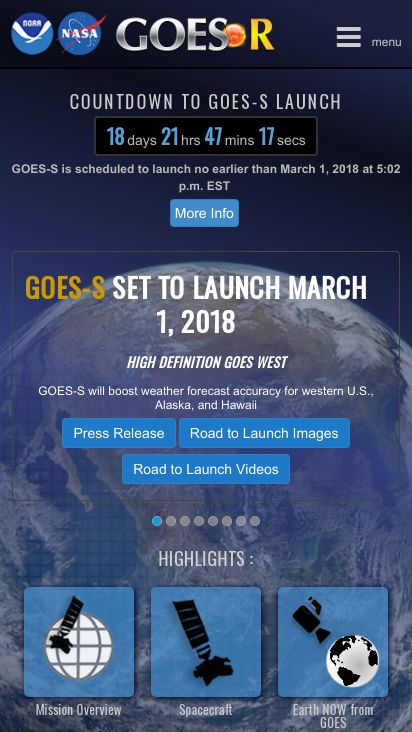 NOAA NASA GOES R menu
COUNTDOWN TO GOES-S LAUNCH
18 days 21 hrs 47 mins 17 secs
GOES-S is scheduled to launch no earlier than March 1, 2018 at 5:02
p.m. EST
More Info
GOES-S SET TO LAUNCH MARCH
1, 2018
HIGH DEFINITION GOES WEST
GOES-S will boost weather forecast accuracy for western U.S.,
Alaska, and Hawaii
Press Release Road to Launch Images
Road to Launch Videos
HIGHLIGHTS :
Mission Overview Spacecraft Earth NOW from
GOES